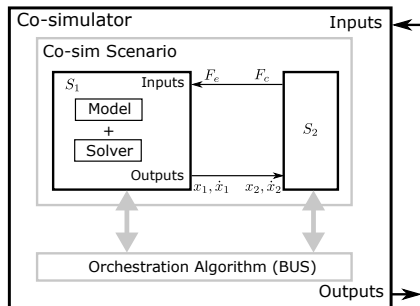 Co-simulator
Inputs
Co-sim Scenario
S₁
Inputs
Model
+
Solver
Outputs
Fₑ
F꜀
x₁, ẋ₁
x₂, ẋ₂
S₂
Orchestration Algorithm (BUS)
Outputs